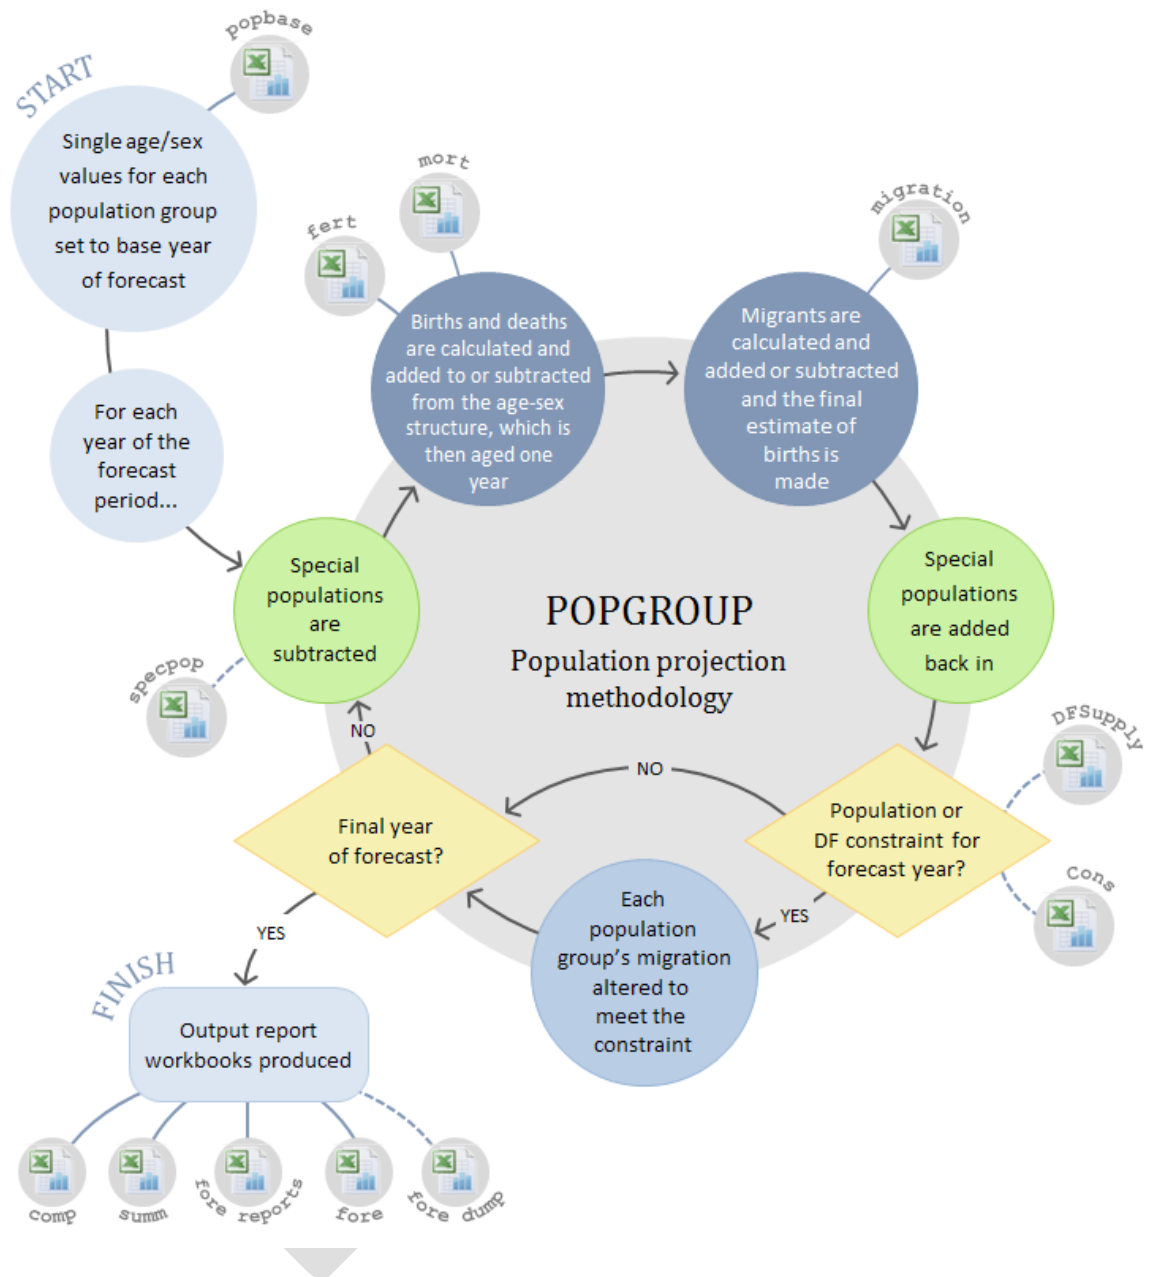 popbase
START
Single age/sex
values for each
population group
set to base year
of forecast
For each
year of the
forecast
period...
fert
mort
migration
Births and deaths
are calculated and
added to or subtracted
from the age-sex
structure, which is
then aged one
year
Migrants are
calculated and
added or subtracted
and the final
estimate of
births is
made
Special
populations
are
subtracted
specpop
POPGROUP
Population projection
methodology
Special
populations
are added
back in
DFSupply
Cons
Population or
DF constraint for
forecast year?
NO
YES
Each
population
group's migration
altered to
meet the
constraint
Final year
of forecast?
NO
YES
FINISH
Output report
workbooks produced
comp
summ
fore reports
fore
fore dump